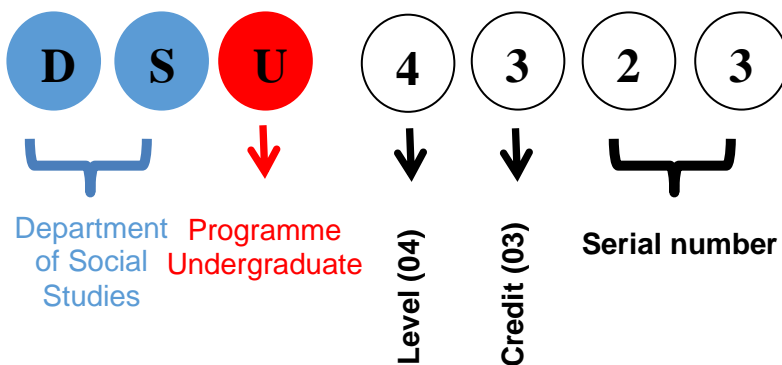 D S U 4 3 2 3
Department
of Social
Studies
Programme
Undergraduate
Level (04)
Credit (03)
Serial number